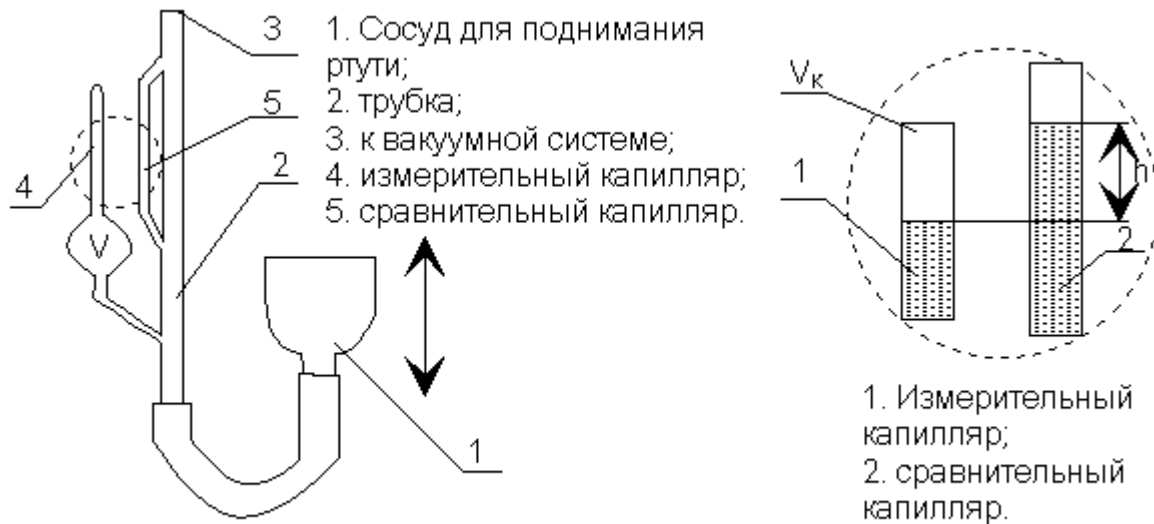 3
5
2
4
V
1
1. Сосуд для поднимания
ртути;
2. трубка;
3. к вакуумной системе;
4. измерительный капилляр;
5. сравнительный капилляр.
Vк
1
h
2
1. Измерительный
капилляр;
2. сравнительный
капилляр.